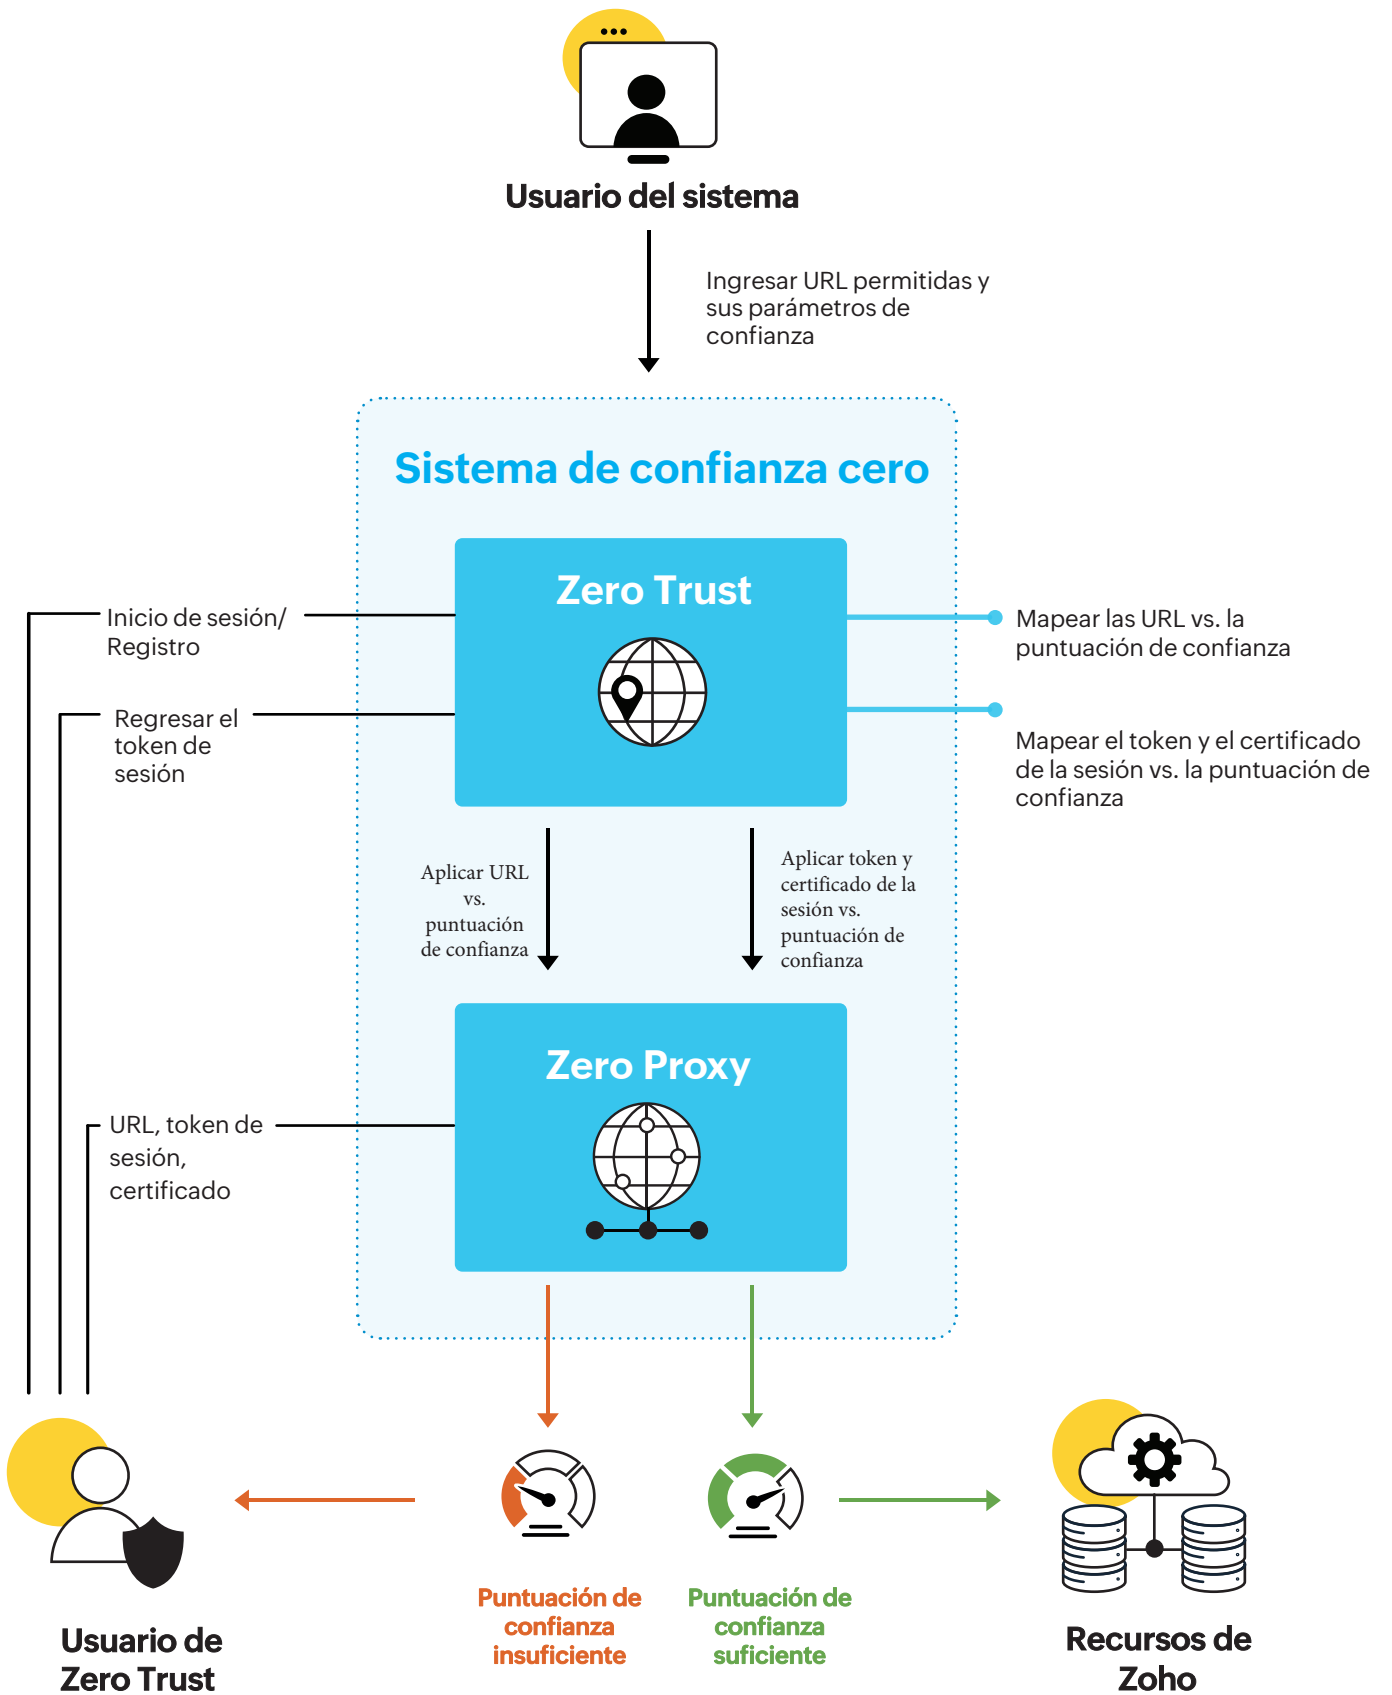 Usuario del sistema
Ingresar URL permitidas y
sus parámetros de
confianza
Sistema de confianza cero
Zero Trust
Inicio de sesión/
Registro
Regresar el
token de
sesión
Mapear las URL vs. la
puntuación de confianza
Mapear el token y el certificado
de la sesión vs. la puntuación de
confianza
Aplicar URL
vs.
puntuación
de confianza
Aplicar token y
certificado de la
sesión vs.
puntuación de
confianza
Zero Proxy
URL, token de
sesión,
certificado
Puntuación de
confianza
insuficiente
Puntuación de
confianza
suficiente
Usuario de
Zero Trust
Recursos de
Zoho